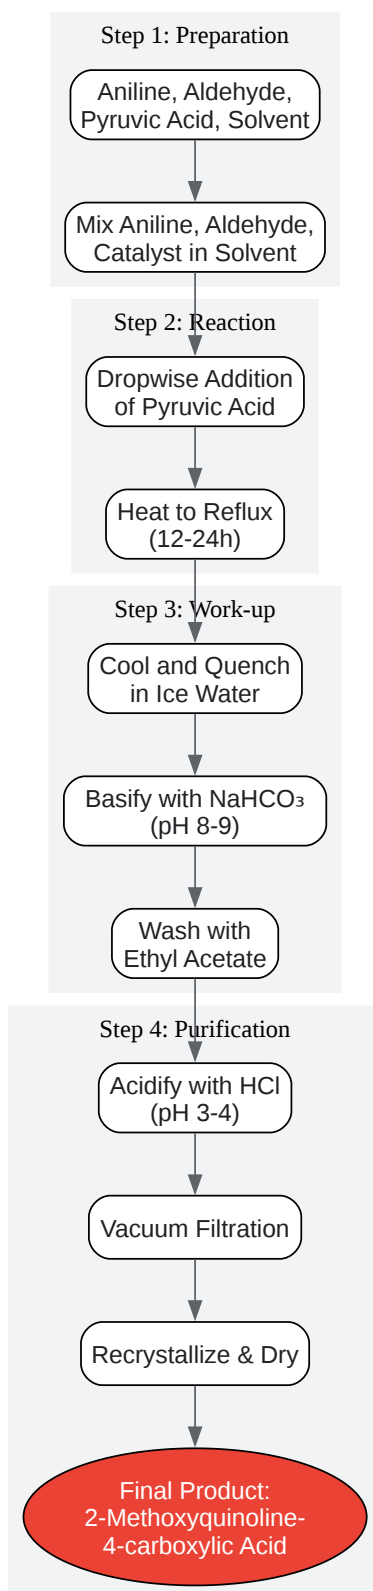 Step 1: Preparation
Aniline, Aldehyde,
Pyruvic Acid, Solvent
Mix Aniline, Aldehyde,
Catalyst in Solvent
Step 2: Reaction
Dropwise Addition
of Pyruvic Acid
Heat to Reflux
(12-24h)
Step 3: Work-up
Cool and Quench
in Ice Water
Basify with NaHCO₃
(pH 8-9)
Wash with
Ethyl Acetate
Step 4: Purification
Acidify with HCl
(pH 3-4)
Vacuum Filtration
Recrystallize & Dry
Final Product:
2-Methoxyquinoline-
4-carboxylic Acid